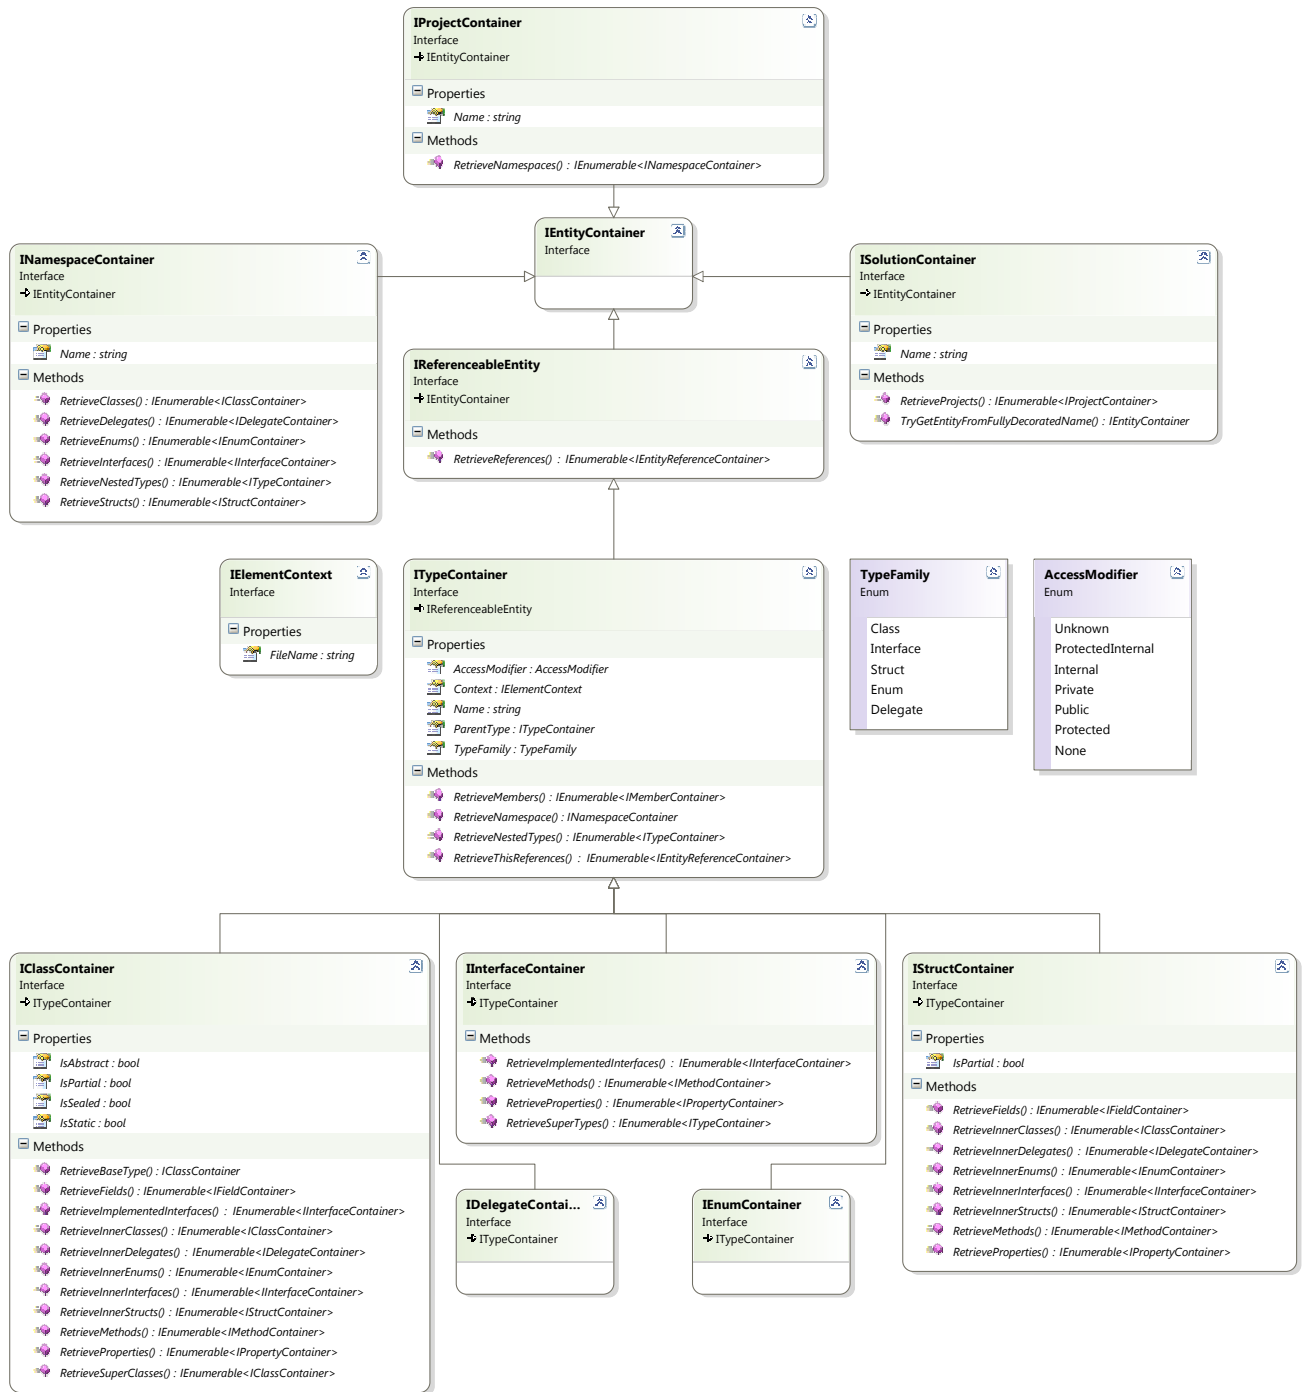 IProjectContainer
Interface
IEntityContainer
Properties
Name : string
Methods
RetrieveNamespaces() : IEnumerable<INamespaceContainer>
IEntityContainer
Interface
INamespaceContainer
Interface
IEntityContainer
Properties
Name : string
Methods
RetrieveClasses() : IEnumerable<IClassContainer>
RetrieveDelegates() : IEnumerable<IDelegateContainer>
RetrieveEnums() : IEnumerable<IEnumContainer>
RetrieveInterfaces() : IEnumerable<IInterfaceContainer>
RetrieveNestedTypes() : IEnumerable<ITypeContainer>
RetrieveStructs() : IEnumerable<IStructContainer>
ISolutionContainer
Interface
IEntityContainer
Properties
Name : string
Methods
RetrieveProjects() : IEnumerable<IProjectContainer>
TryGetEntityFromFullyDecoratedName() : IEntityContainer
IReferenceableEntity
Interface
IEntityContainer
Methods
RetrieveReferences() : IEnumerable<IEntityReferenceContainer>
IElementContext
Interface
Properties
FileName : string
ITypeContainer
Interface
IReferenceableEntity
Properties
AccessModifier : AccessModifier
Context : IElementContext
Name : string
ParentType : ITypeContainer
TypeFamily : TypeFamily
Methods
RetrieveMembers() : IEnumerable<IMemberContainer>
RetrieveNamespace() : INamespaceContainer
RetrieveNestedTypes() : IEnumerable<ITypeContainer>
RetrieveThisReferences() : IEnumerable<IEntityReferenceContainer>
TypeFamily
Enum
Class
Interface
Struct
Enum
Delegate
AccessModifier
Enum
Unknown
ProtectedInternal
Internal
Private
Public
Protected
None
IClassContainer
Interface
ITypeContainer
Properties
IsAbstract : bool
IsPartial : bool
IsSealed : bool
IsStatic : bool
Methods
RetrieveBaseType() : IClassContainer
RetrieveFields() : IEnumerable<IFieldContainer>
RetrieveImplementedInterfaces() : IEnumerable<IInterfaceContainer>
RetrieveInnerClasses() : IEnumerable<IClassContainer>
RetrieveInnerDelegates() : IEnumerable<IDelegateContainer>
RetrieveInnerEnums() : IEnumerable<IEnumContainer>
RetrieveInnerInterfaces() : IEnumerable<IInterfaceContainer>
RetrieveInnerStructs() : IEnumerable<IStructContainer>
RetrieveMethods() : IEnumerable<IMethodContainer>
RetrieveProperties() : IEnumerable<IPropertyContainer>
RetrieveSuperClasses() : IEnumerable<IClassContainer>
IInterfaceContainer
Interface
ITypeContainer
Methods
RetrieveImplementedInterfaces() : IEnumerable<IInterfaceContainer>
RetrieveMethods() : IEnumerable<IMethodContainer>
RetrieveProperties() : IEnumerable<IPropertyContainer>
RetrieveSuperTypes() : IEnumerable<ITypeContainer>
IDelegateContai...
Interface
ITypeContainer
IEnumContainer
Interface
ITypeContainer
IStructContainer
Interface
ITypeContainer
Properties
IsPartial : bool
Methods
RetrieveFields() : IEnumerable<IFieldContainer>
RetrieveInnerClasses() : IEnumerable<IClassContainer>
RetrieveInnerDelegates() : IEnumerable<IDelegateContainer>
RetrieveInnerEnums() : IEnumerable<IEnumContainer>
RetrieveInnerInterfaces() : IEnumerable<IInterfaceContainer>
RetrieveInnerStructs() : IEnumerable<IStructContainer>
RetrieveMethods() : IEnumerable<IMethodContainer>
RetrieveProperties() : IEnumerable<IPropertyContainer>